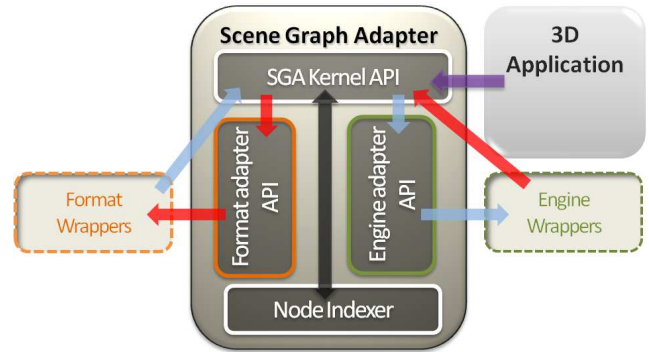 Scene Graph Adapter
SGA Kernel API
3D
Application
Format adapter
API
Engine adapter
API
Format
Wrappers
Engine
Wrappers
Node Indexer